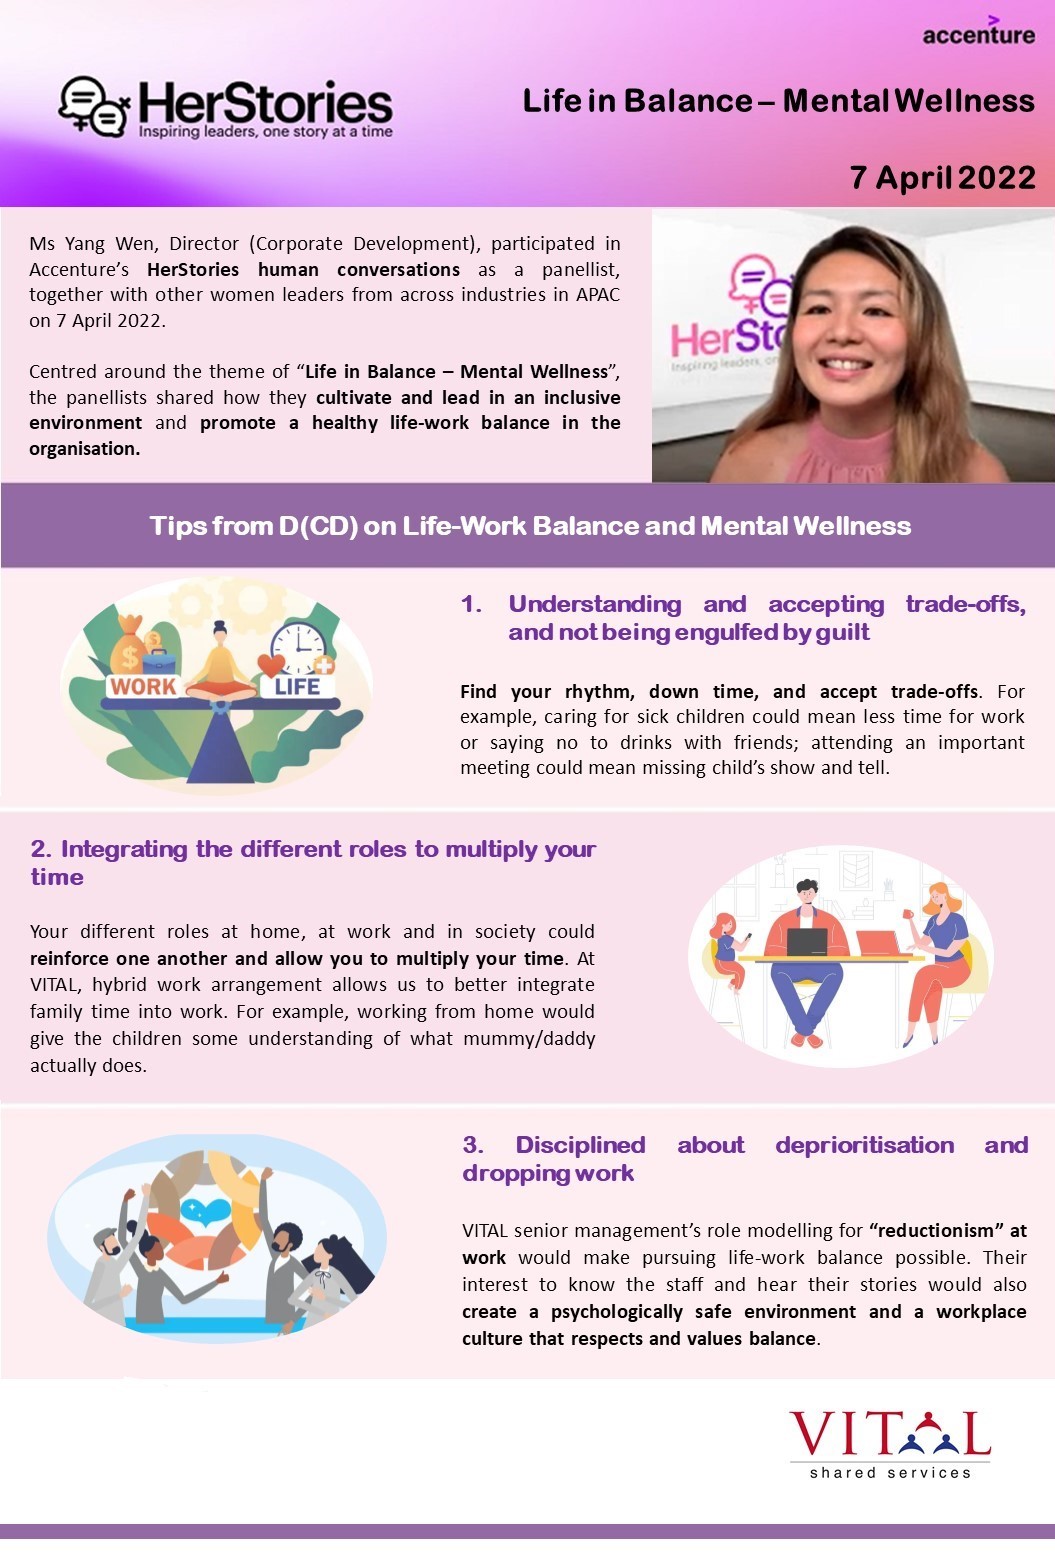 accenture
HerStories
Inspiring leaders, one story at a time
Life in Balance – Mental Wellness
7 April 2022
Ms Yang Wen, Director (Corporate Development), participated in
Accenture’s HerStories human conversations as a panellist,
together with other women leaders from across industries in APAC
on 7 April 2022.
Centred around the theme of “Life in Balance – Mental Wellness”,
the panellists shared how they cultivate and lead in an inclusive
environment and promote a healthy life-work balance in the
organisation.
HerSt
Inspiring leaders, on
Tips from D(CD) on Life-Work Balance and Mental Wellness
WORK
LIFE
1. Understanding and accepting trade-offs,
and not being engulfed by guilt
Find your rhythm, down time, and accept trade-offs. For
example, caring for sick children could mean less time for work
or saying no to drinks with friends; attending an important
meeting could mean missing child’s show and tell.
2. Integrating the different roles to multiply your
time
Your different roles at home, at work and in society could
reinforce one another and allow you to multiply your time. At
VITAL, hybrid work arrangement allows us to better integrate
family time into work. For example, working from home would
give the children some understanding of what mummy/daddy
actually does.
3. Disciplined about deprioritisation and
dropping work
VITAL senior management’s role modelling for “reductionism” at
work would make pursuing life-work balance possible. Their
interest to know the staff and hear their stories would also
create a psychologically safe environment and a workplace
culture that respects and values balance.
VITAL
shared services